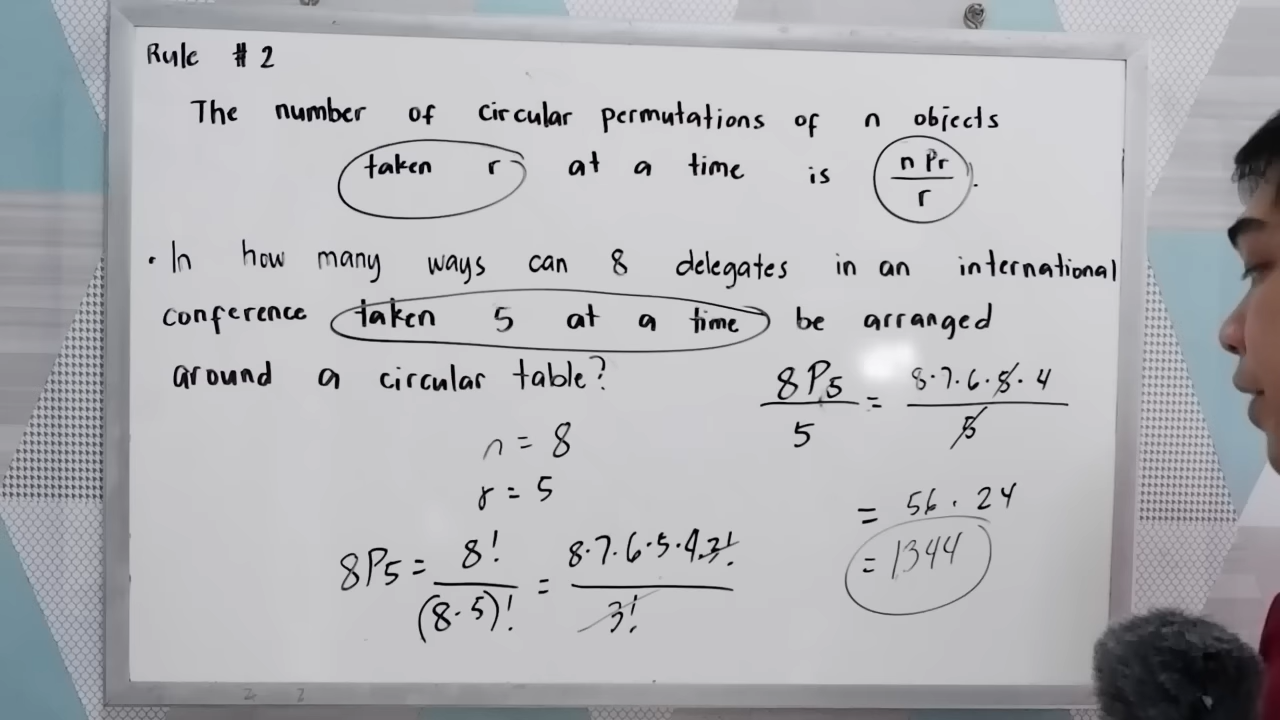 Rule #2
The number of circular permutations of n objects
taken r at a time is nPr/r.
• In how many ways can 8 delegates in an international
conference taken 5 at a time be arranged
around a circular table?
n = 8
r = 5
8P5 = 8!/(8-5)! = 8·7·6·5·4·3!/3!
8P5/5 = 8·7·6·5·4/5
= 56 · 24
= 1344